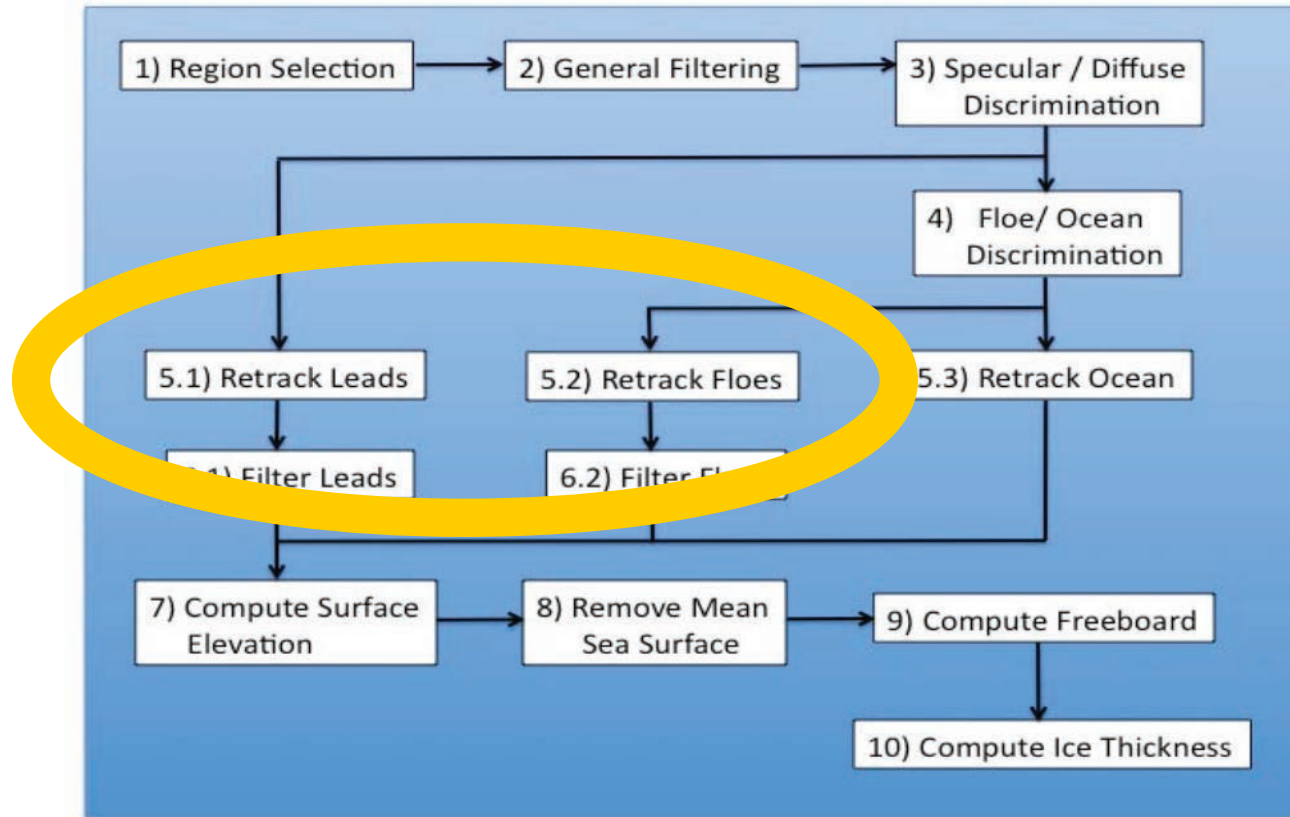 1) Region Selection
2) General Filtering
3) Specular / Diffuse
Discrimination
4) Floe/ Ocean
Discrimination
5.1) Retrack Leads
5.2) Retrack Floes
5.3) Retrack Ocean
1) Filter Leads
6.2) Filter
7) Compute Surface
Elevation
8) Remove Mean
Sea Surface
9) Compute Freeboard
10) Compute Ice Thickness